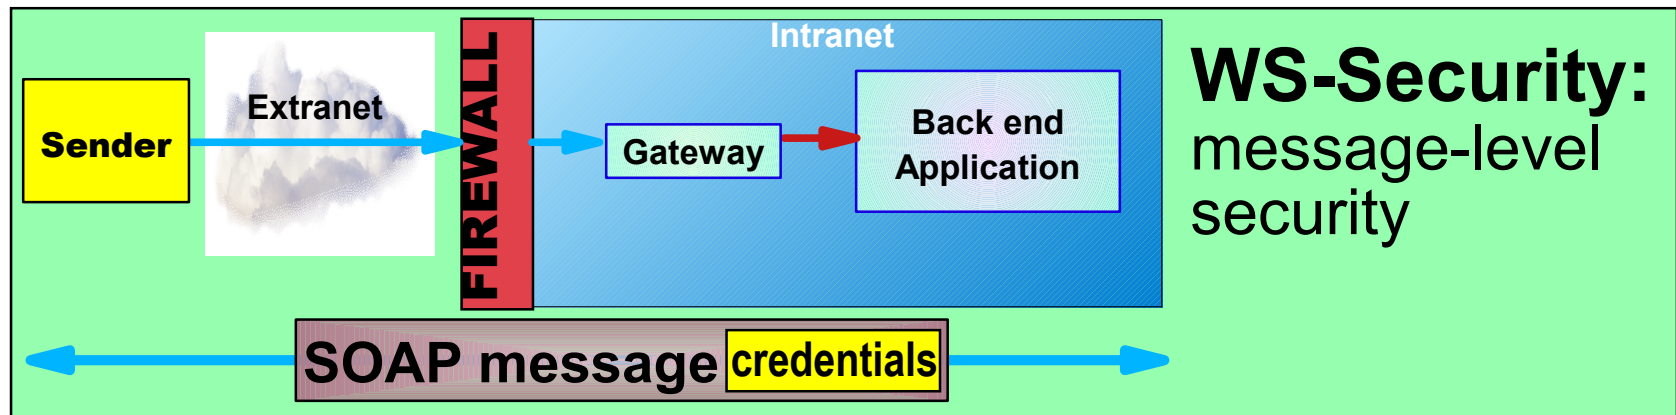 Intranet
Sender
Extranet
FIREWALL
Gateway
Back end
Application
WS-Security:
message-level
security
SOAP message credentials